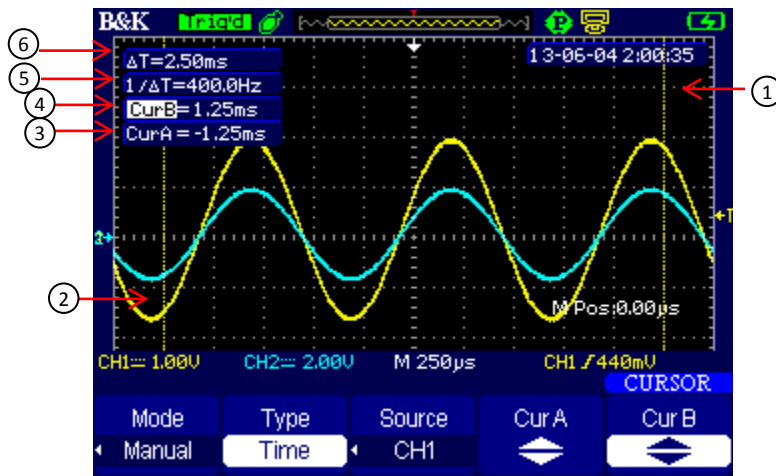 B&K Trig'd P
6 ΔT=2.50ms 13-06-04 2:00:35
5 1/ΔT=400.0Hz 1
4 CurB=1.25ms
3 CurA=-1.25ms
T
2
2 M Pos:0.00µs
CH1 1.00V CH2 2.00V M 250µs CH1 440mV
CURSOR
Mode Type Source Cur A Cur B
Manual Time CH1